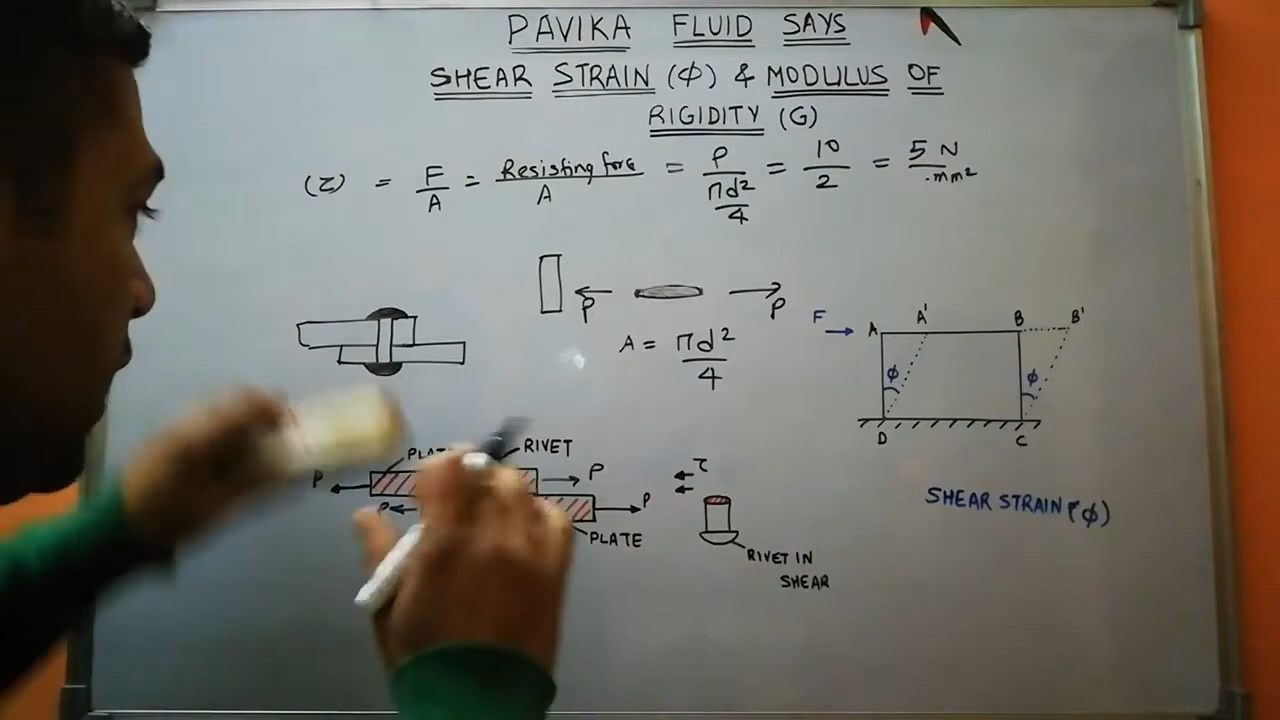 PAVIKA FLUID SAYS
SHEAR STRAIN (ϕ) & MODULUS OF
RIGIDITY (G)
(τ) = F/A = Resisting force/A = P/(πd²/4) = 10/2 = 5 N/mm²
P P
A = πd²/4
F A A' B B'
ϕ ϕ
D C
RIVET
P P
P P
PLATE
τ
RIVET IN
SHEAR
SHEAR STRAIN (ϕ)